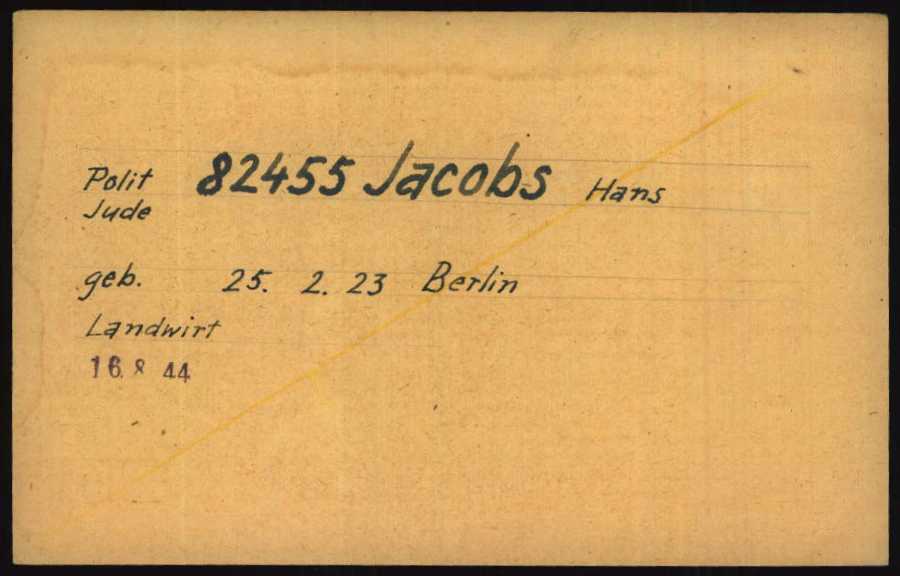 Polit 82455 Jacobs Hans
Jude
geb. 25. 2. 23 Berlin
Landwirt
16. 8. 44